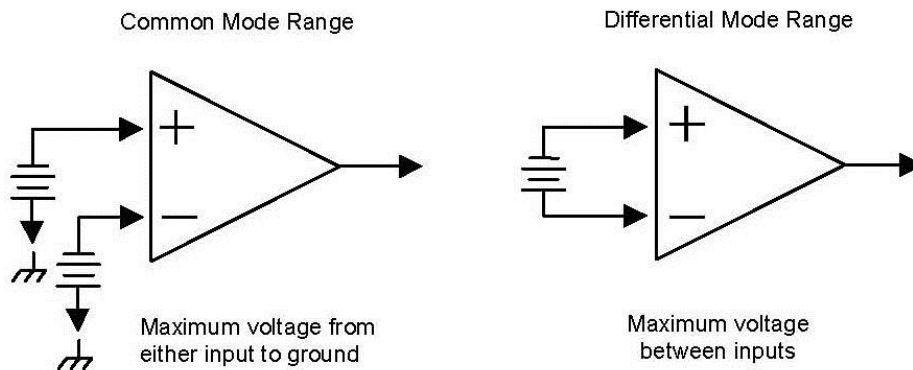 Common Mode Range
Differential Mode Range
+
−
+
−
Maximum voltage from
either input to ground
Maximum voltage
between inputs